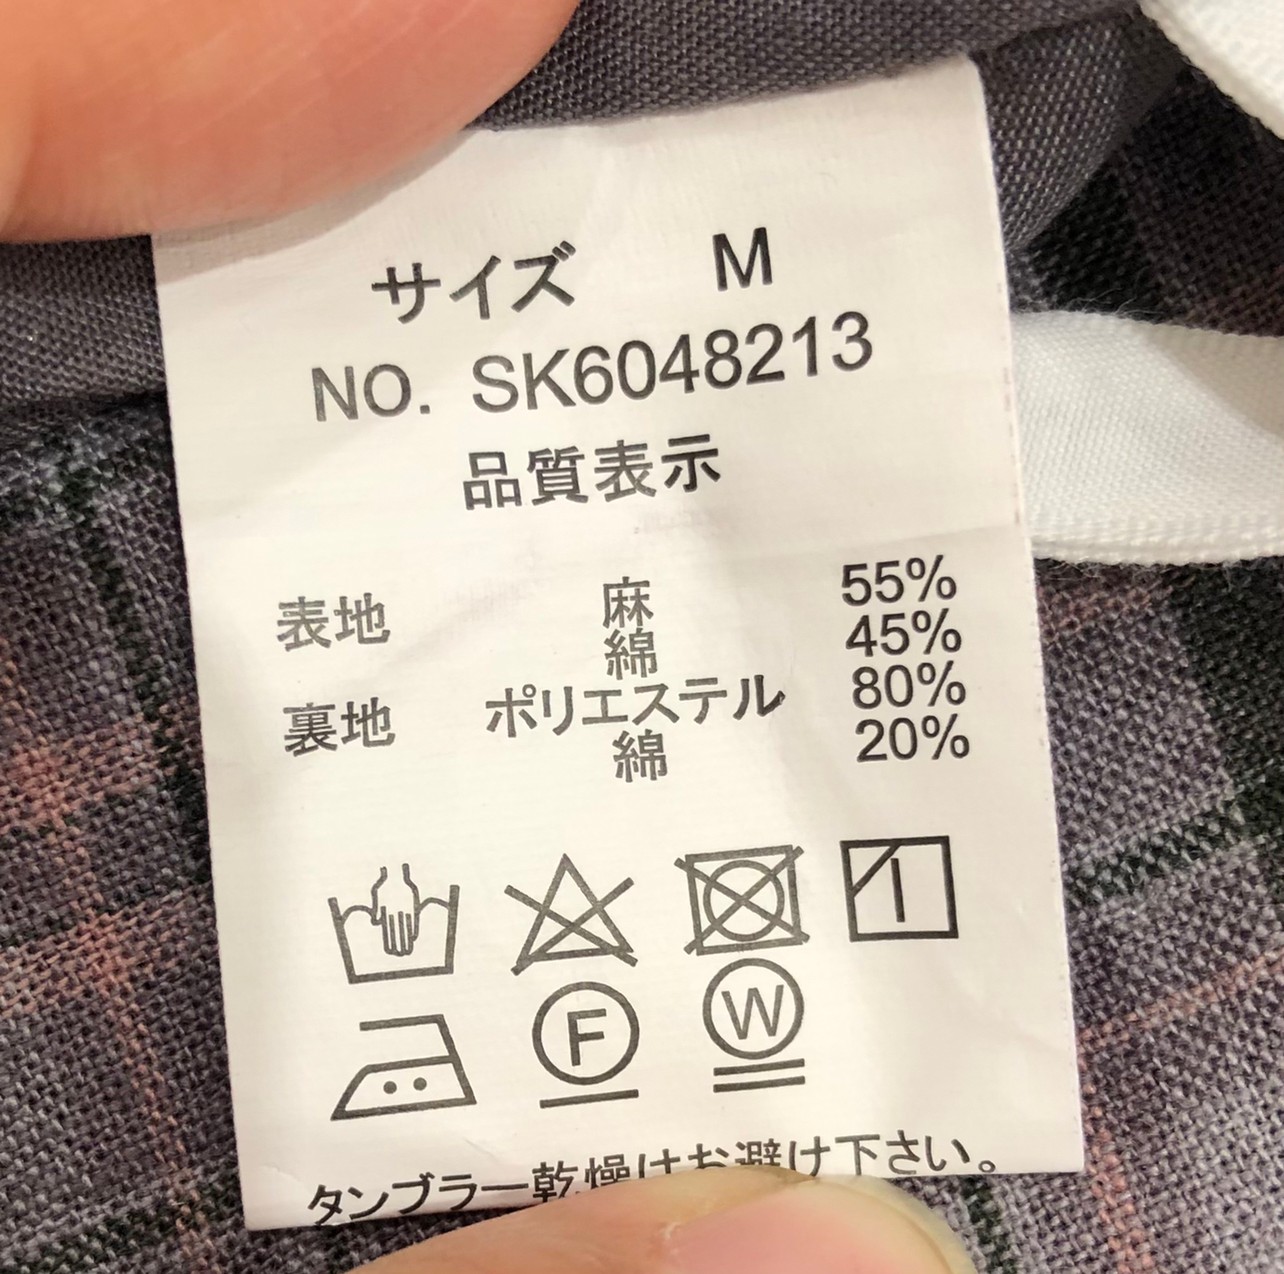 サイズ M
NO. SK6048213
品質表示
表地 麻 55%
綿 45%
裏地 ポリエステル 80%
綿 20%
F W
タンブラー乾燥はお避け下さい。